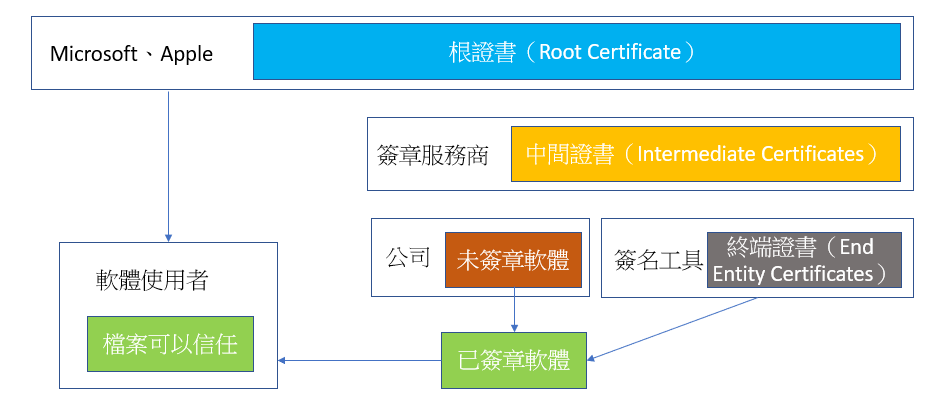 Microsoft、Apple
根證書（Root Certificate）
簽章服務商
中間證書（Intermediate Certificates）
公司
未簽章軟體
簽名工具
終端證書（End
Entity Certificates）
軟體使用者
檔案可以信任
已簽章軟體